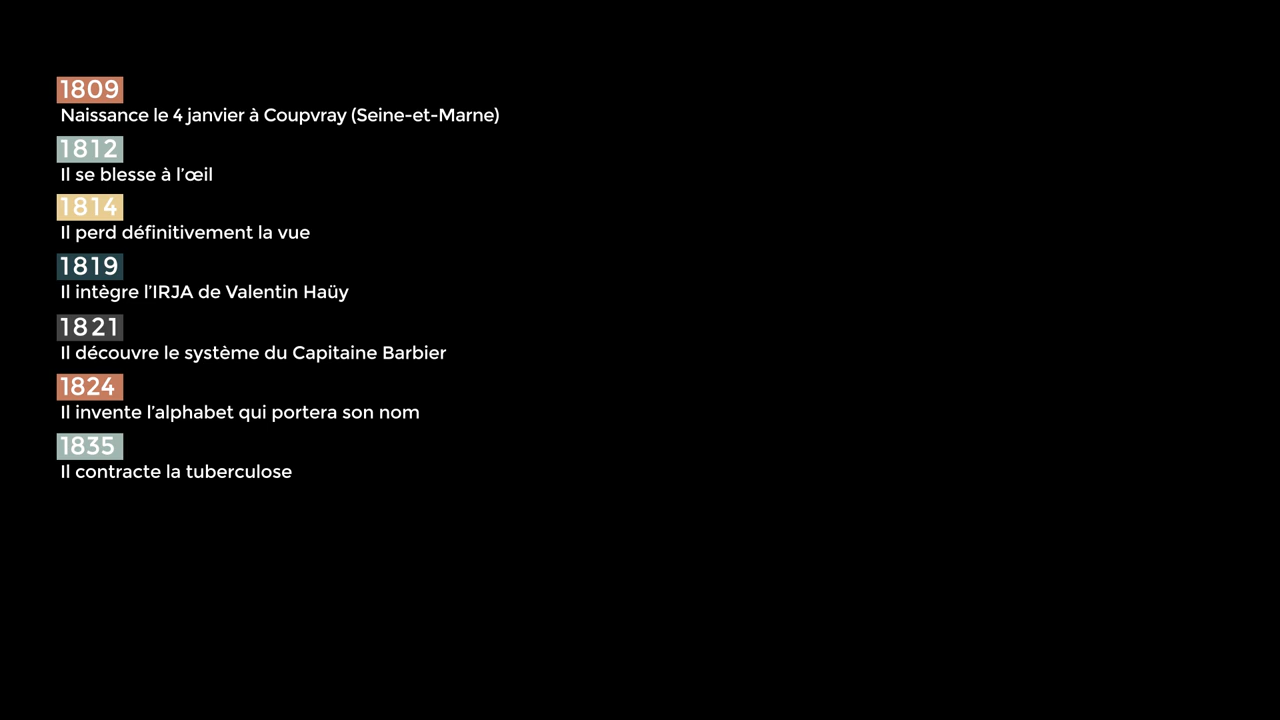 1809
Naissance le 4 janvier à Coupvray (Seine-et-Marne)
1812
Il se blesse à l’œil
1814
Il perd définitivement la vue
1819
Il intègre l’IRJA de Valentin Haüy
1821
Il découvre le système du Capitaine Barbier
1824
Il invente l’alphabet qui portera son nom
1835
Il contracte la tuberculose